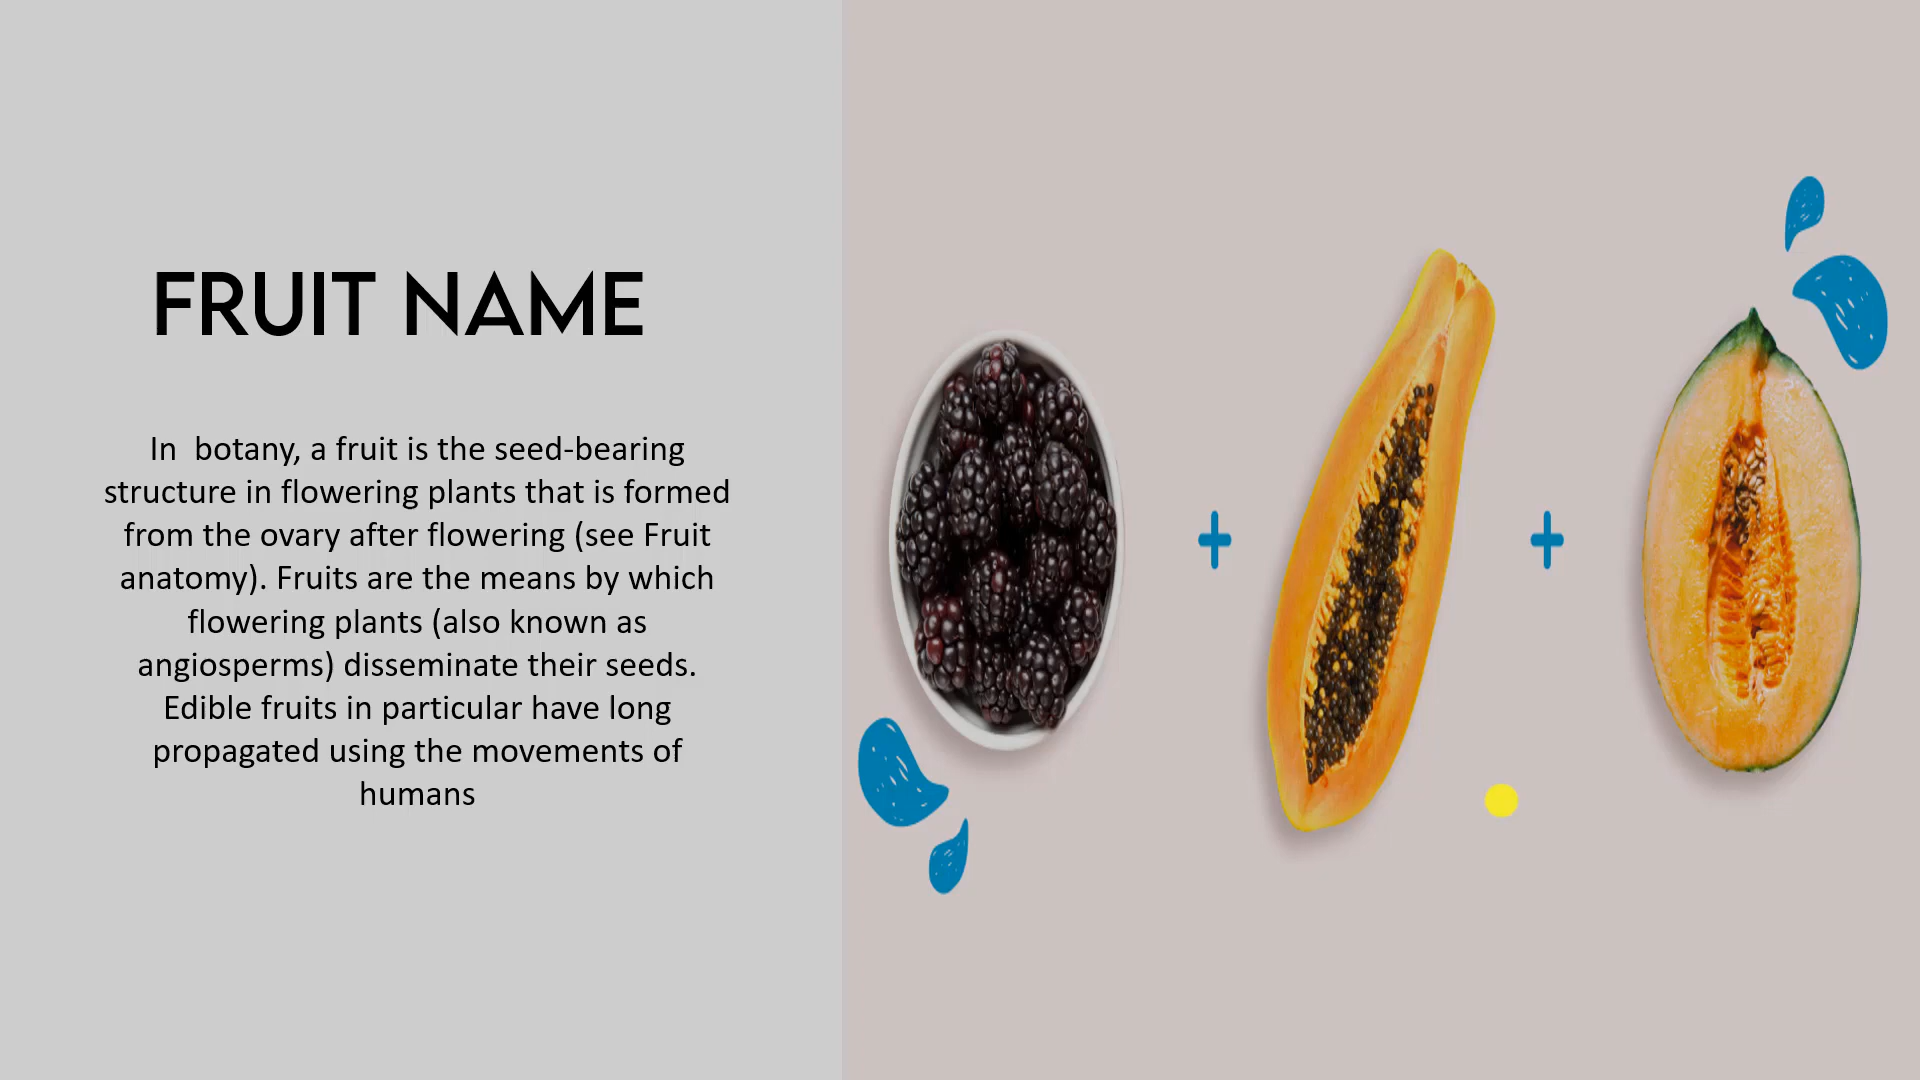 FRUIT NAME
In  botany, a fruit is the seed-bearing
structure in flowering plants that is formed
from the ovary after flowering (see Fruit
anatomy). Fruits are the means by which
flowering plants (also known as
angiosperms) disseminate their seeds.
Edible fruits in particular have long
propagated using the movements of
humans